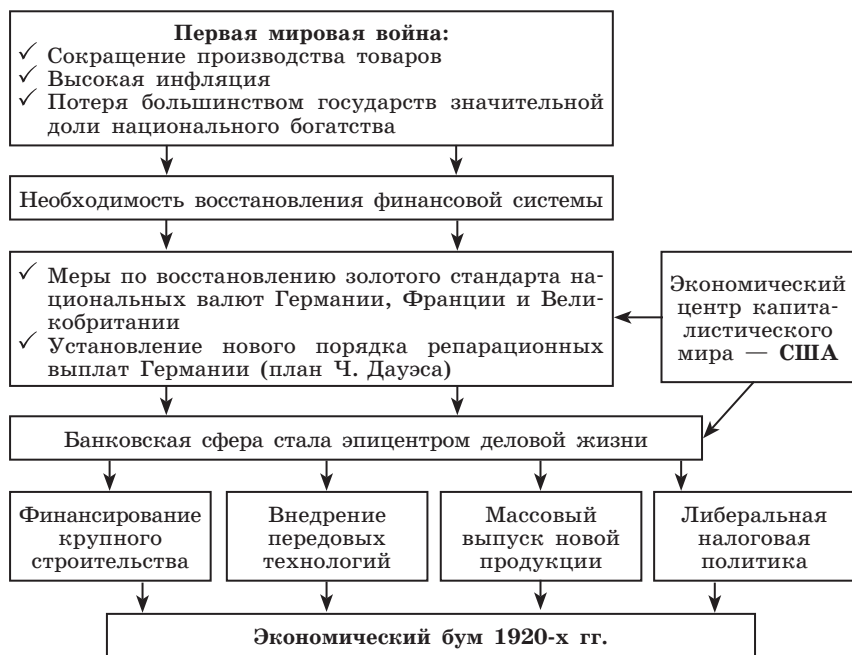 Первая мировая война:
✓ Сокращение производства товаров
✓ Высокая инфляция
✓ Потеря большинством государств значительной
доли национального богатства
Необходимость восстановления финансовой системы
✓ Меры по восстановлению золотого стандарта на-
циональных валют Германии, Франции и Вели-
кобритании
✓ Установление нового порядка репарационных
выплат Германии (план Ч. Дауэса)
Экономический
центр капита-
листического
мира — США
Банковская сфера стала эпицентром деловой жизни
Финансирование
крупного
строительства
Внедрение
передовых
технологий
Массовый
выпуск новой
продукции
Либеральная
налоговая
политика
Экономический бум 1920-х гг.